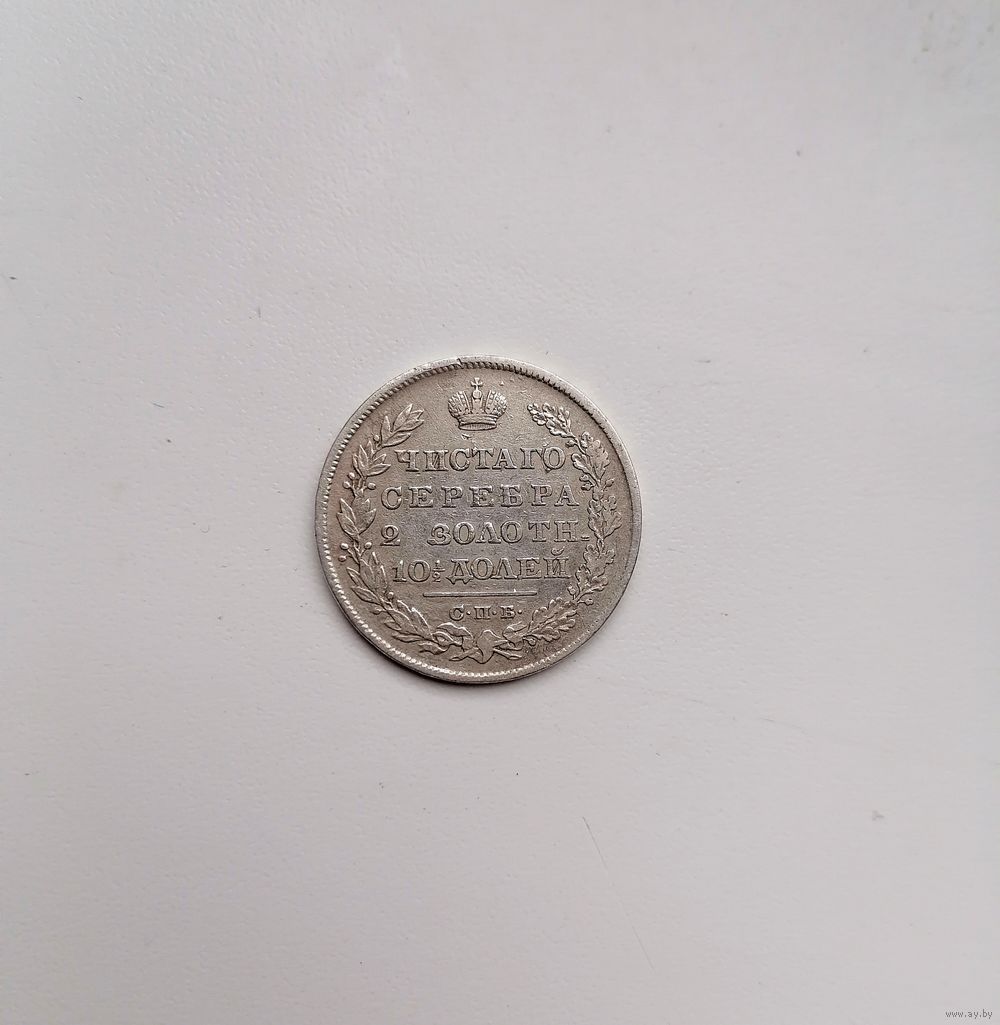 ЧИСТАГО
СЕРЕБРА
2 ЗОЛОТН.
10½ ДОЛЕЙ
С·П·Б·
www.ay.by